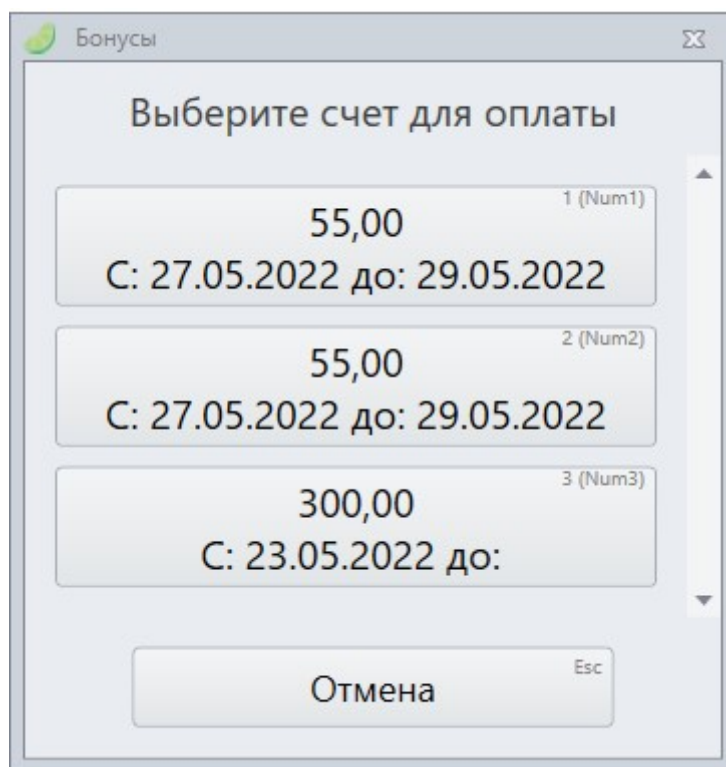 Бонусы
Выберите счет для оплаты
1 (Num1)
55,00
С: 27.05.2022 до: 29.05.2022
2 (Num2)
55,00
С: 27.05.2022 до: 29.05.2022
3 (Num3)
300,00
С: 23.05.2022 до:
Esc
Отмена